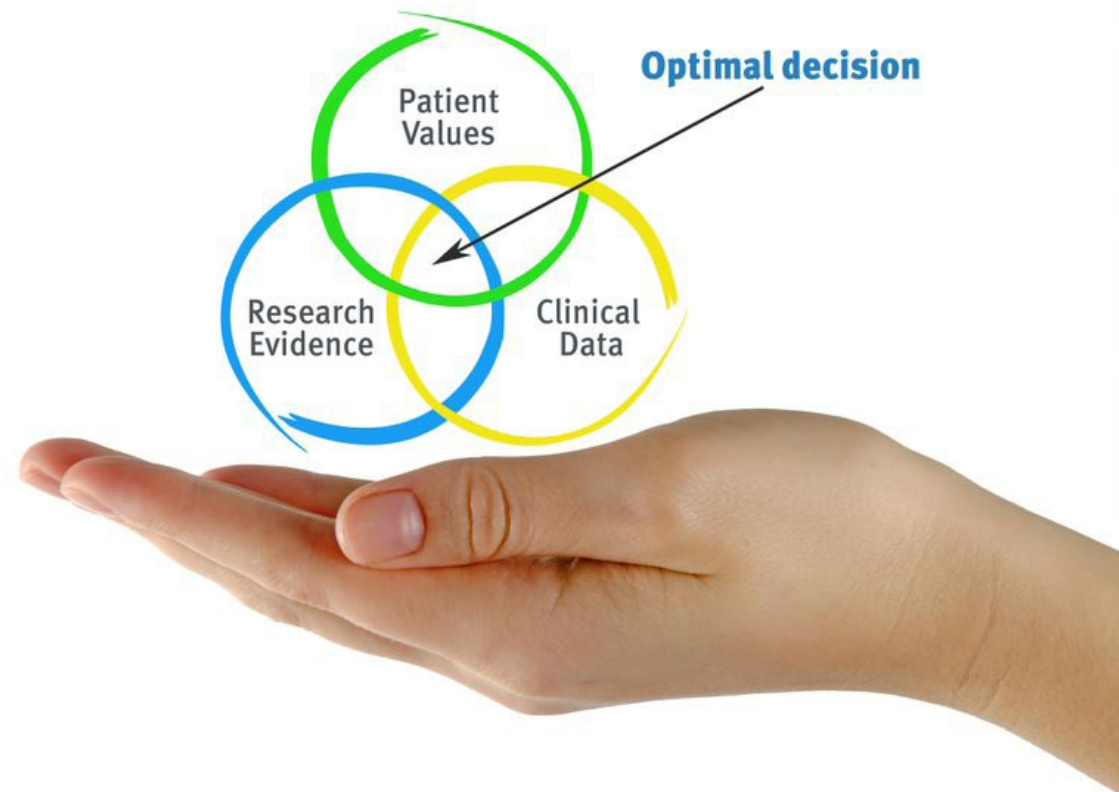 Optimal decision
Patient
Values
Research
Evidence
Clinical
Data